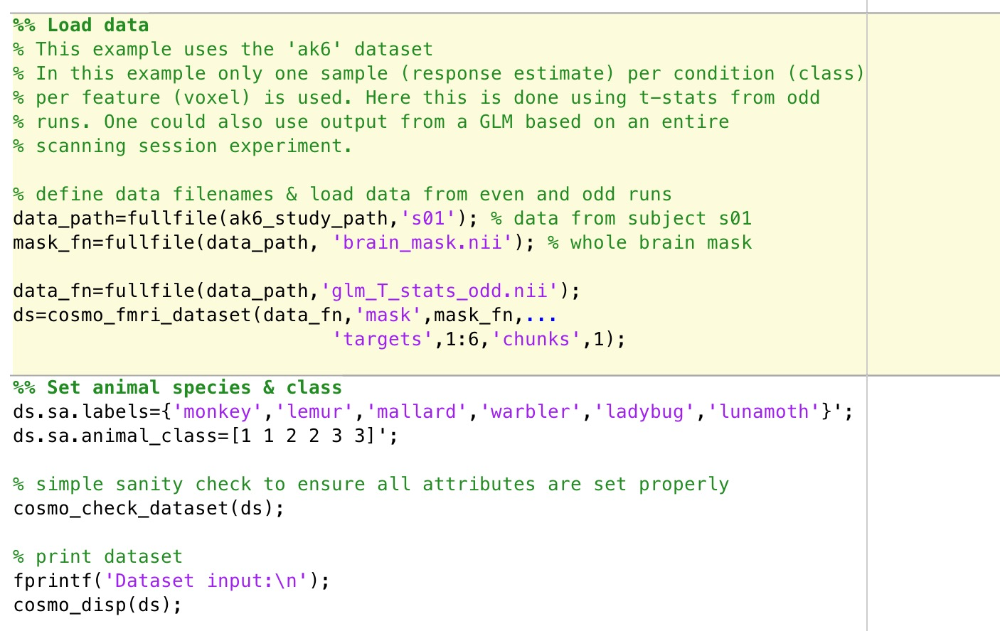 %% Load data
% This example uses the 'ak6' dataset
% In this example only one sample (response estimate) per condition (class)
% per feature (voxel) is used. Here this is done using t-stats from odd
% runs. One could also use output from a GLM based on an entire
% scanning session experiment.
% define data filenames & load data from even and odd runs
data_path=fullfile(ak6_study_path,'s01'); % data from subject s01
mask_fn=fullfile(data_path, 'brain_mask.nii'); % whole brain mask
data_fn=fullfile(data_path,'glm_T_stats_odd.nii');
ds=cosmo_fmri_dataset(data_fn,'mask',mask_fn,...
'targets',1:6,'chunks',1);
%% Set animal species & class
ds.sa.labels={'monkey','lemur','mallard','warbler','ladybug','lunamoth'}';
ds.sa.animal_class=[1 1 2 2 3 3]';
% simple sanity check to ensure all attributes are set properly
cosmo_check_dataset(ds);
% print dataset
fprintf('Dataset input:\n');
cosmo_disp(ds);